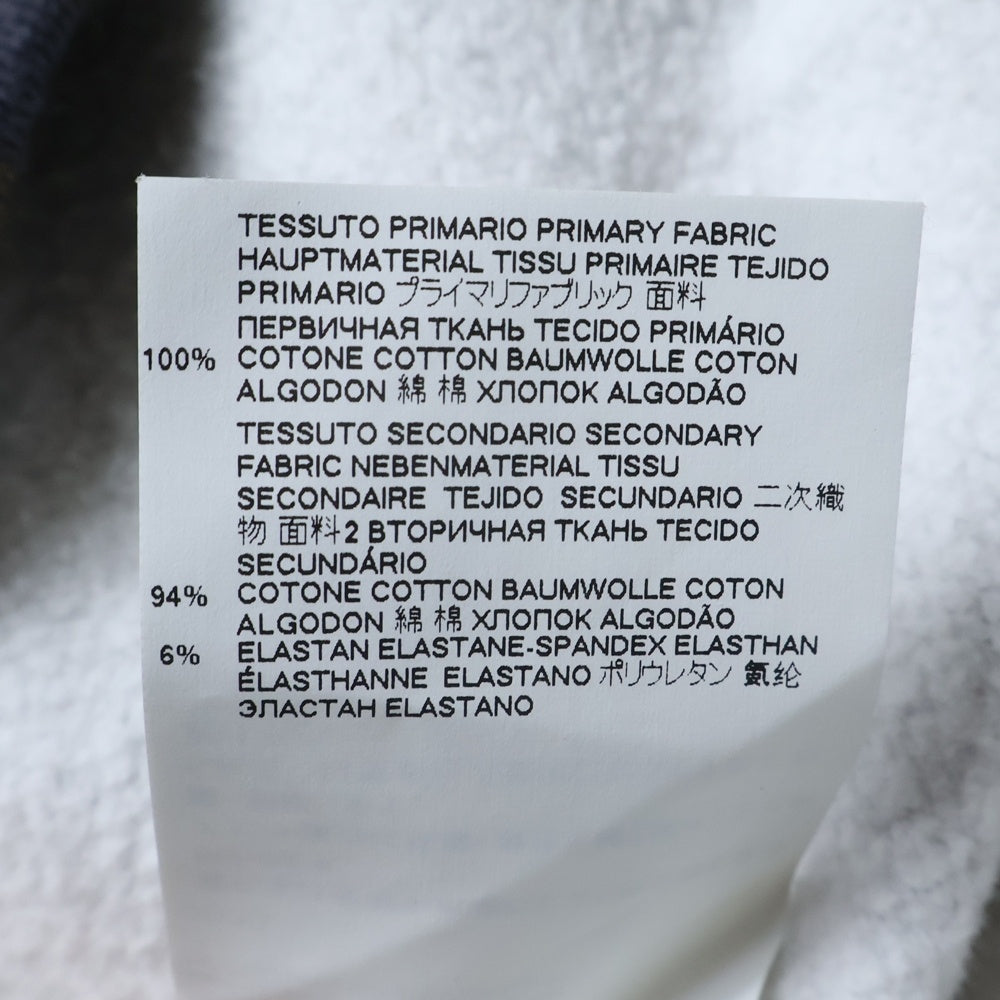 TESSUTO PRIMARIO PRIMARY FABRIC
HAUPTMATERIAL TISSU PRIMAIRE TEJIDO
PRIMARIO プライマリファブリック 面料
ПЕРВИЧНАЯ ТКАНЬ TECIDO PRIMÁRIO
100% COTONE COTTON BAUMWOLLE COTON
ALGODON 綿 棉 ХЛОПОК ALGODÃO
TESSUTO SECONDARIO SECONDARY
FABRIC NEBENMATERIAL TISSU
SECONDAIRE TEJIDO SECUNDARIO 二次織
物 面料2 ВТОРИЧНАЯ ТКАНЬ TECIDO
SECUNDÁRIO
94% COTONE COTTON BAUMWOLLE COTON
ALGODON 綿 棉 ХЛОПОК ALGODÃO
6% ELASTAN ELASTANE-SPANDEX ELASTHAN
ÉLASTHANNE ELASTANO ポリウレタン 氨纶
ЭЛАСТАН ELASTANO